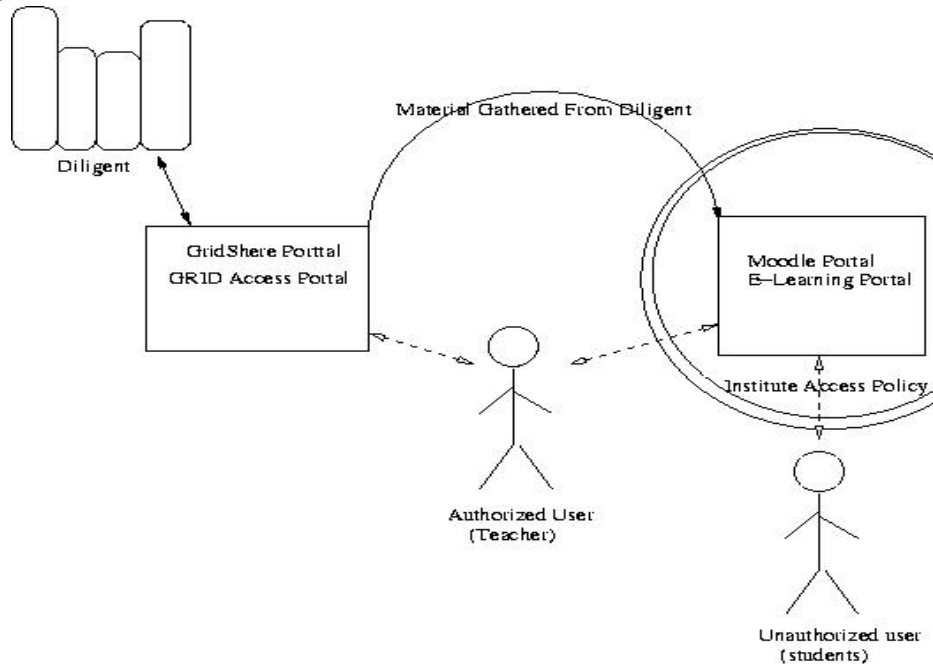 Material Gathered From Diligent
Diligent
GridShere Porttal
GRID Access Portal
Moodle Portal
E-Learning Portal
Institute Access Policy
Authorized User
(Teacher)
Unauthorized user
(students)